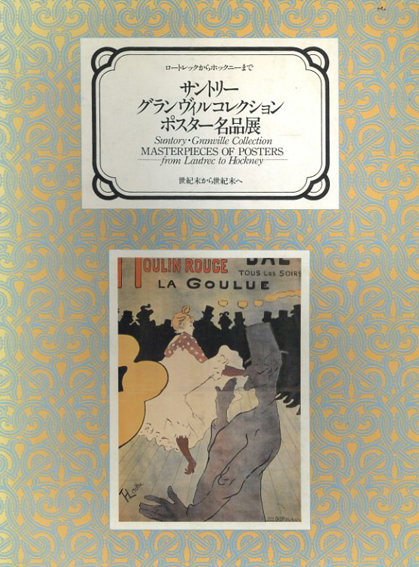 ロートレックからホックニーまで
サントリー
グランヴィルコレクション
ポスター名品展
Suntory・Granville Collection
MASTERPIECES OF POSTERS
from Lautrec to Hockney
世紀末から世紀末へ
MOULIN ROUGE BAL
TOUS LES SOIRS
LA GOULUE